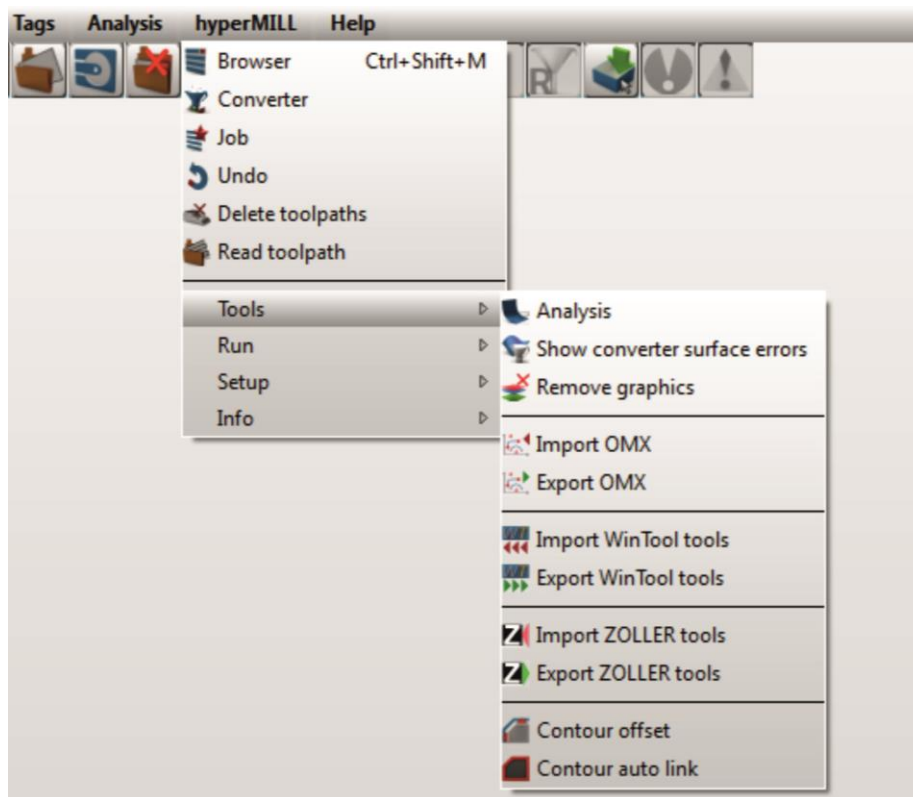 Tags Analysis hyperMILL Help
Browser Ctrl+Shift+M
Converter
Job
Undo
Delete toolpaths
Read toolpath
Tools
Run
Setup
Info
Analysis
Show converter surface errors
Remove graphics
Import OMX
Export OMX
Import WinTool tools
Export WinTool tools
Import ZOLLER tools
Export ZOLLER tools
Contour offset
Contour auto link